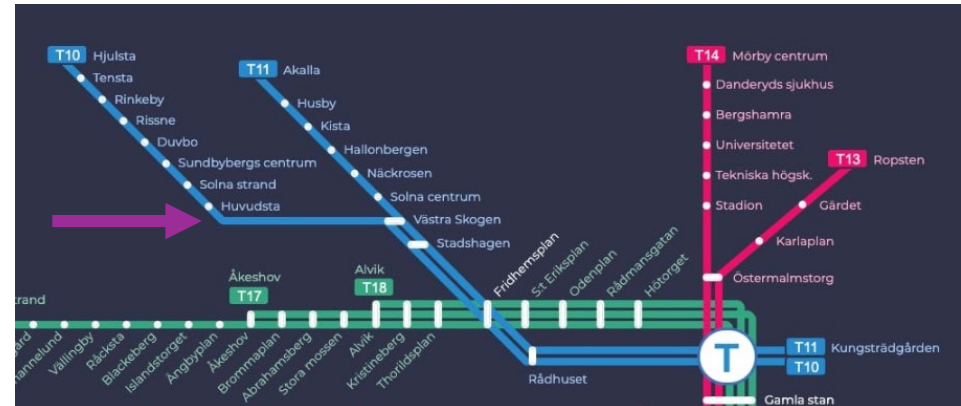 T10 Hjulsta
Tensta
Rinkeby
Rissne
Duvbo
Sundbybergs centrum
Solna strand
Huvudsta
T11 Akalla
Husby
Kista
Hallonbergen
Näckrosen
Solna centrum
Västra Skogen
Stadshagen
T14 Mörby centrum
Danderyds sjukhus
Bergshamra
Universitetet
Tekniska högsk.
Stadion
T13 Ropsten
Gärdet
Karlaplan
Östermalmstorg
Fridhemsplan
S:t Eriksplan
Odenplan
Rådmansgatan
Hötorget
Åkeshov
T17
Alvik
T18
Vällingby
Råcksta
Blackeberg
Islandstorget
Ängbyplan
Åkeshov
Brommaplan
Abrahamsberg
Stora mossen
Alvik
Kristineberg
Thorildsplan
Rådhuset
T
T11 Kungsträdgården
T10
Gamla stan